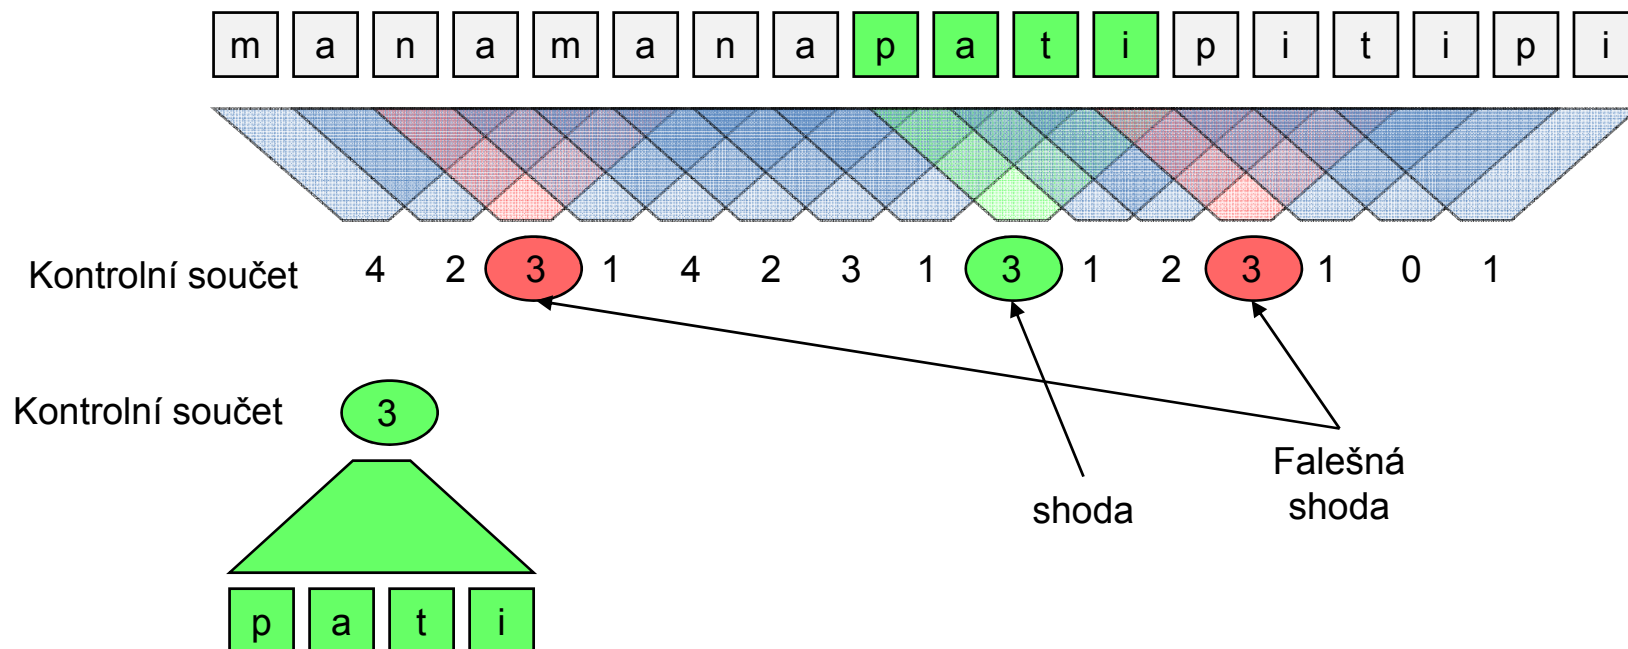 m a n a m a n a p a t i p i t i p i
Kontrolní součet 4 2 3 1 4 2 3 1 3 1 2 3 1 0 1
Kontrolní součet 3
Falešná
shoda
shoda
p a t i